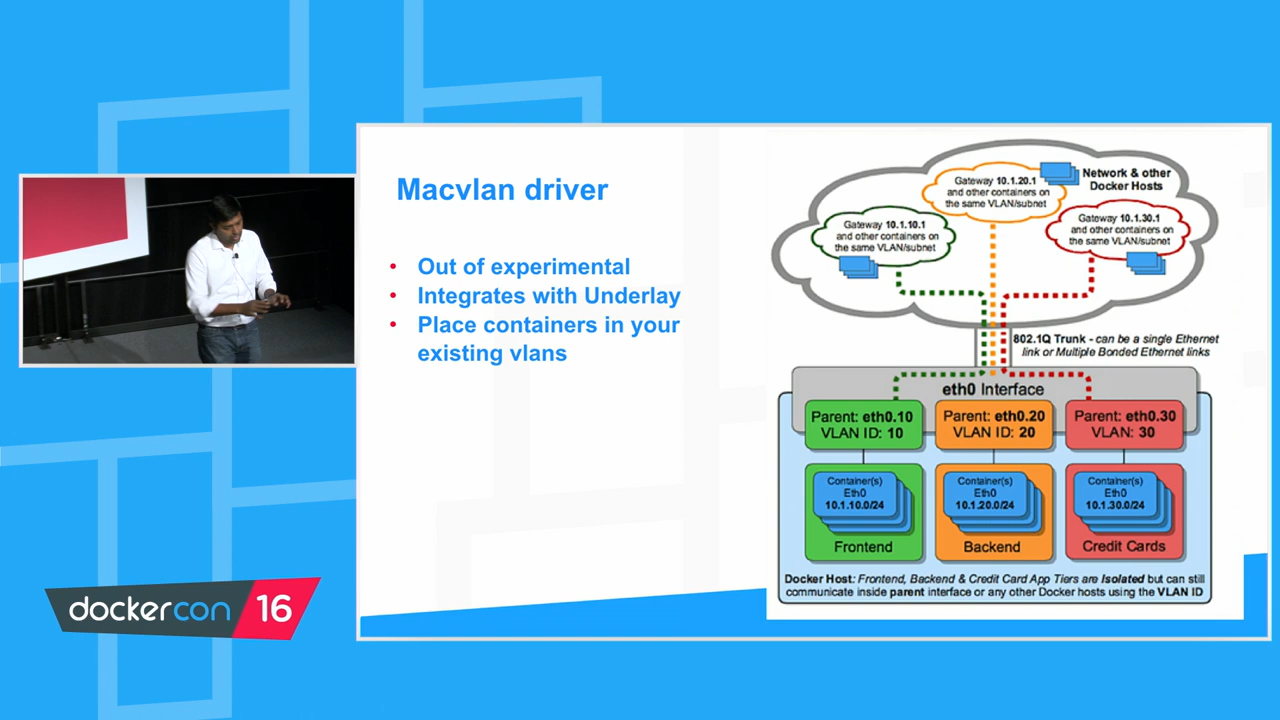 Macvlan driver
• Out of experimental
• Integrates with Underlay
• Place containers in your
existing vlans
Network & other
Docker Hosts
Gateway 10.1.20.1
and other containers on
the same VLAN/subnet
Gateway 10.1.10.1
and other containers on
the same VLAN/subnet
Gateway 10.1.30.1
and other containers on
the same VLAN/subnet
802.1Q Trunk - can be a single Ethernet
link or Multiple Bonded Ethernet links
eth0 Interface
Parent: eth0.10
VLAN ID: 10
Parent: eth0.20
VLAN ID: 20
Parent: eth0.30
VLAN: 30
Container(s)
Eth0
10.1.10.0/24
Frontend
Container(s)
Eth0
10.1.20.0/24
Backend
Container(s)
Eth0
10.1.30.0/24
Credit Cards
Docker Host: Frontend, Backend & Credit Card App Tiers are Isolated but can still
communicate inside parent interface or any other Docker hosts using the VLAN ID
dockercon 16